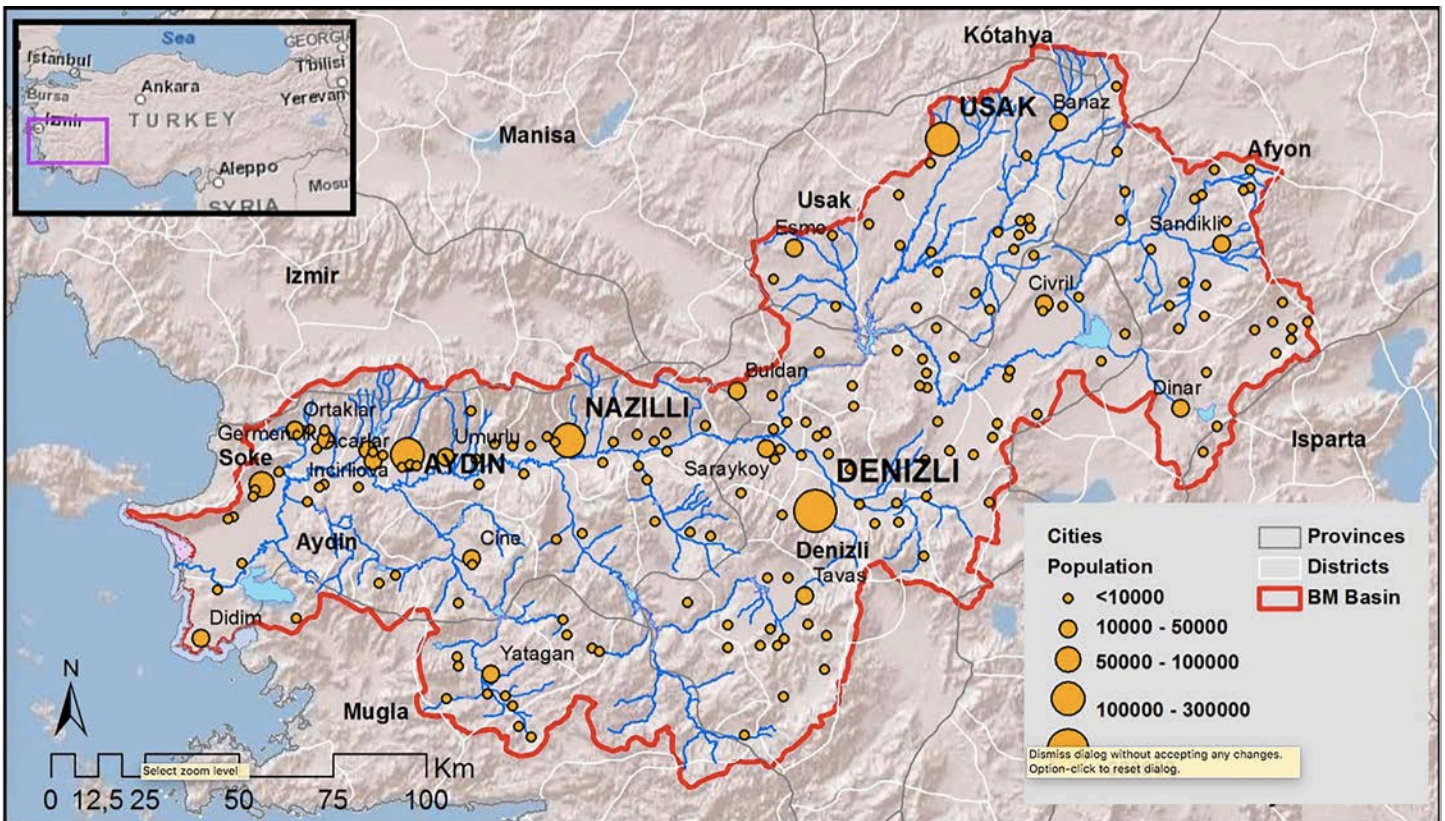 Sea
GEORGIA
Istanbul
Tbilisi
Ankara
Bursa
Yerevan
TURKEY
Izmir
Aleppo
Mosu
SYRIA
Kótahya
USAK
Banaz
Manisa
Afyon
Usak
Esme
Sandikli
Izmir
Civril
Buldan
Dinar
Ortaklar
NAZILLI
Germencik
Acarlar
Umurlu
Isparta
Soke
Incirliova
AYDIN
Saraykoy
DENIZLI
Aydin
Cine
Denizli
Tavas
Didim
Yatagan
Mugla
N
Km
Select zoom level
0 12,5 25 50 75 100
Cities
Population
<10000
10000 - 50000
50000 - 100000
100000 - 300000
Provinces
Districts
BM Basin
Dismiss dialog without accepting any changes.
Option-click to reset dialog.